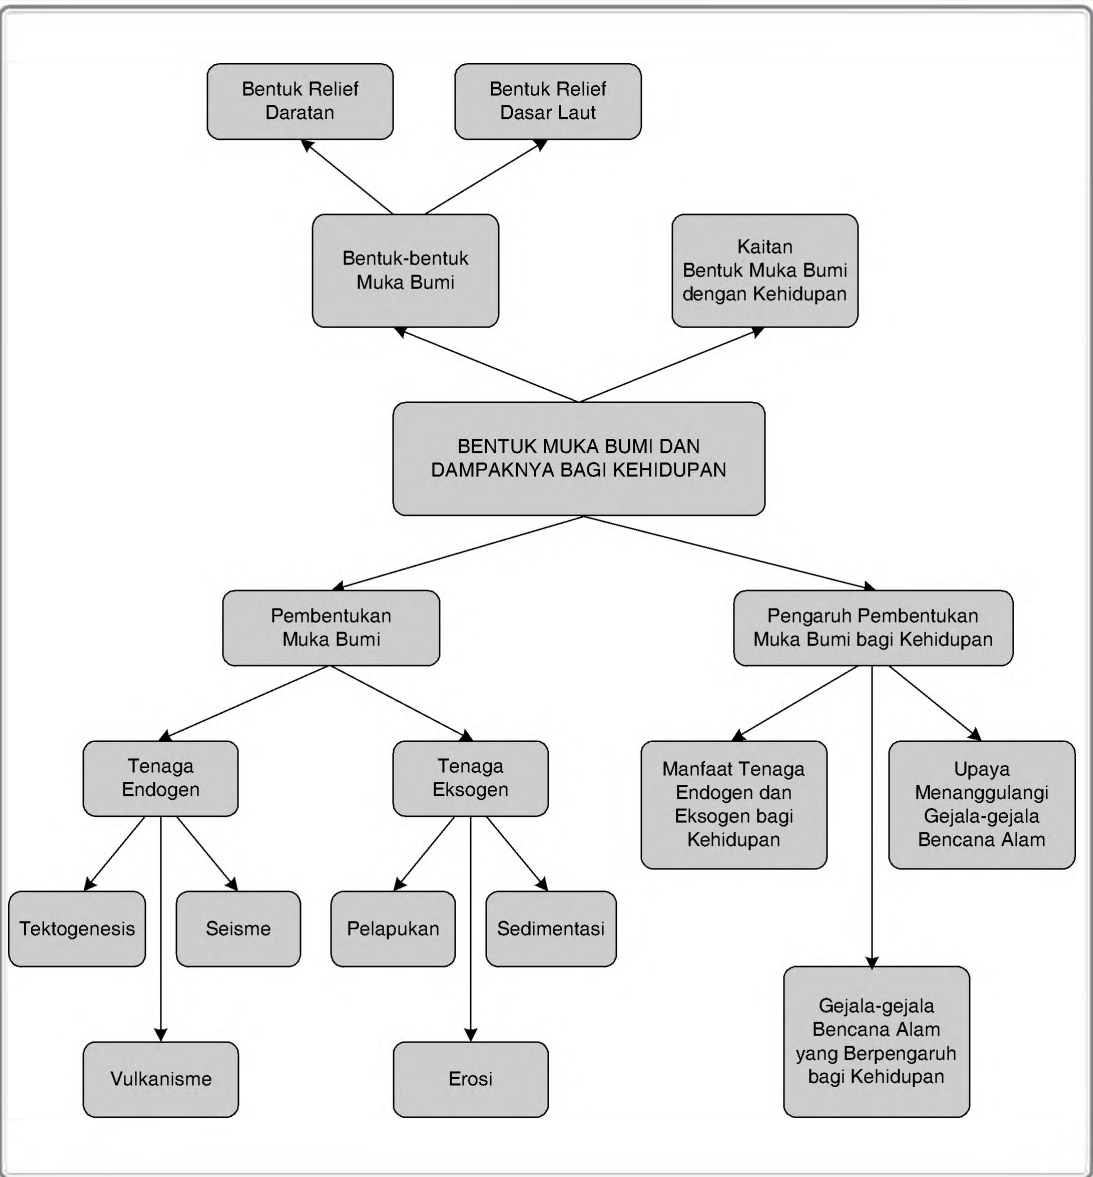 Bentuk Relief
Daratan
Bentuk Relief
Dasar Laut
Bentuk-bentuk
Muka Bumi
Kaitan
Bentuk Muka Bumi
dengan Kehidupan
BENTUK MUKA BUMI DAN
DAMPAKNYA BAGI KEHIDUPAN
Pembentukan
Muka Bumi
Pengaruh Pembentukan
Muka Bumi bagi Kehidupan
Tenaga
Endogen
Tenaga
Eksogen
Manfaat Tenaga
Endogen dan
Eksogen bagi
Kehidupan
Upaya
Menanggulangi
Gejala-gejala
Bencana Alam
Tektogenesis
Seisme
Pelapukan
Sedimentasi
Vulkanisme
Erosi
Gejala-gejala
Bencana Alam
yang Berpengaruh
bagi Kehidupan